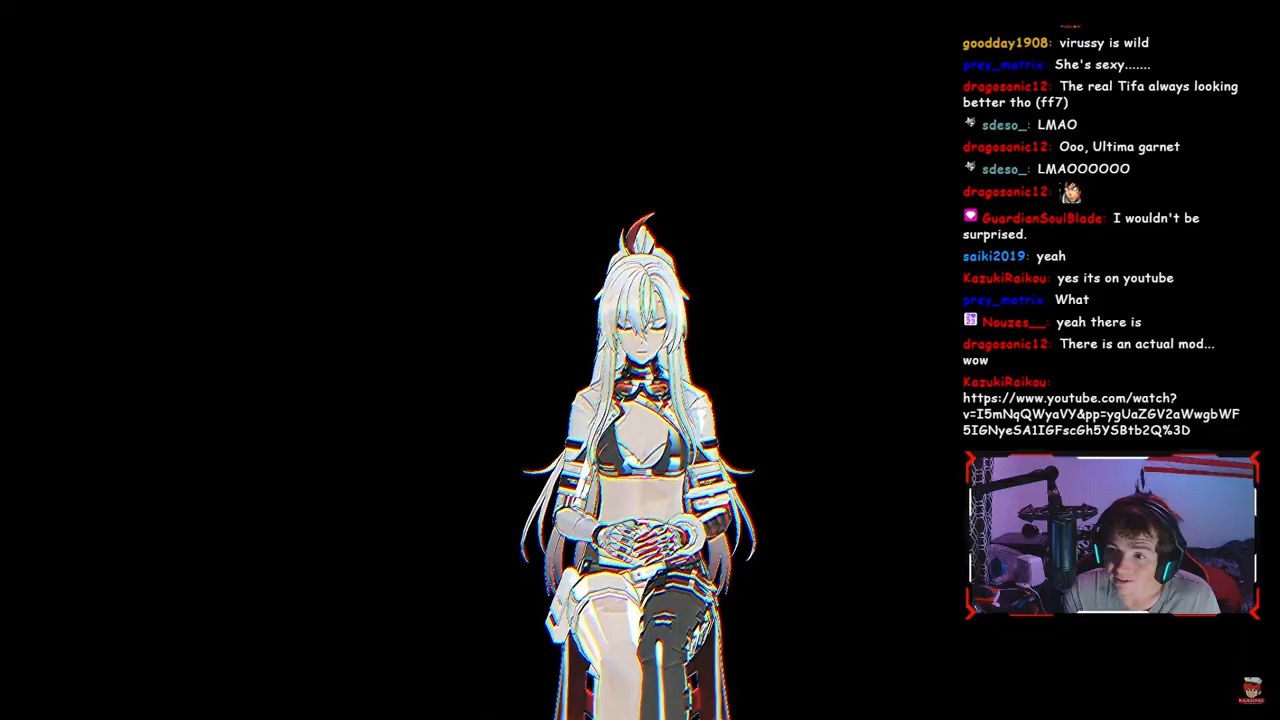 goodday1908: virussy is wild
prey_matrix: She's sexy.......
dragosonic12: The real Tifa always looking
better tho (ff7)
sdeso_: LMAO
dragosonic12: Ooo, Ultima garnet
sdeso_: LMAOOOOOO
dragosonic12:
GuardianSoulBlade: I wouldn't be
surprised.
saiki2019: yeah
KazukiRaikou: yes its on youtube
prey_matrix: What
Nouzes__: yeah there is
dragosonic12: There is an actual mod...
wow
KazukiRaikou:
https://www.youtube.com/watch?
v=I5mNqQWyaVY&pp=ygUaZGV2aWwgbWF
5IGNyeSA1IGFscGh5YSBtb2Q%3D